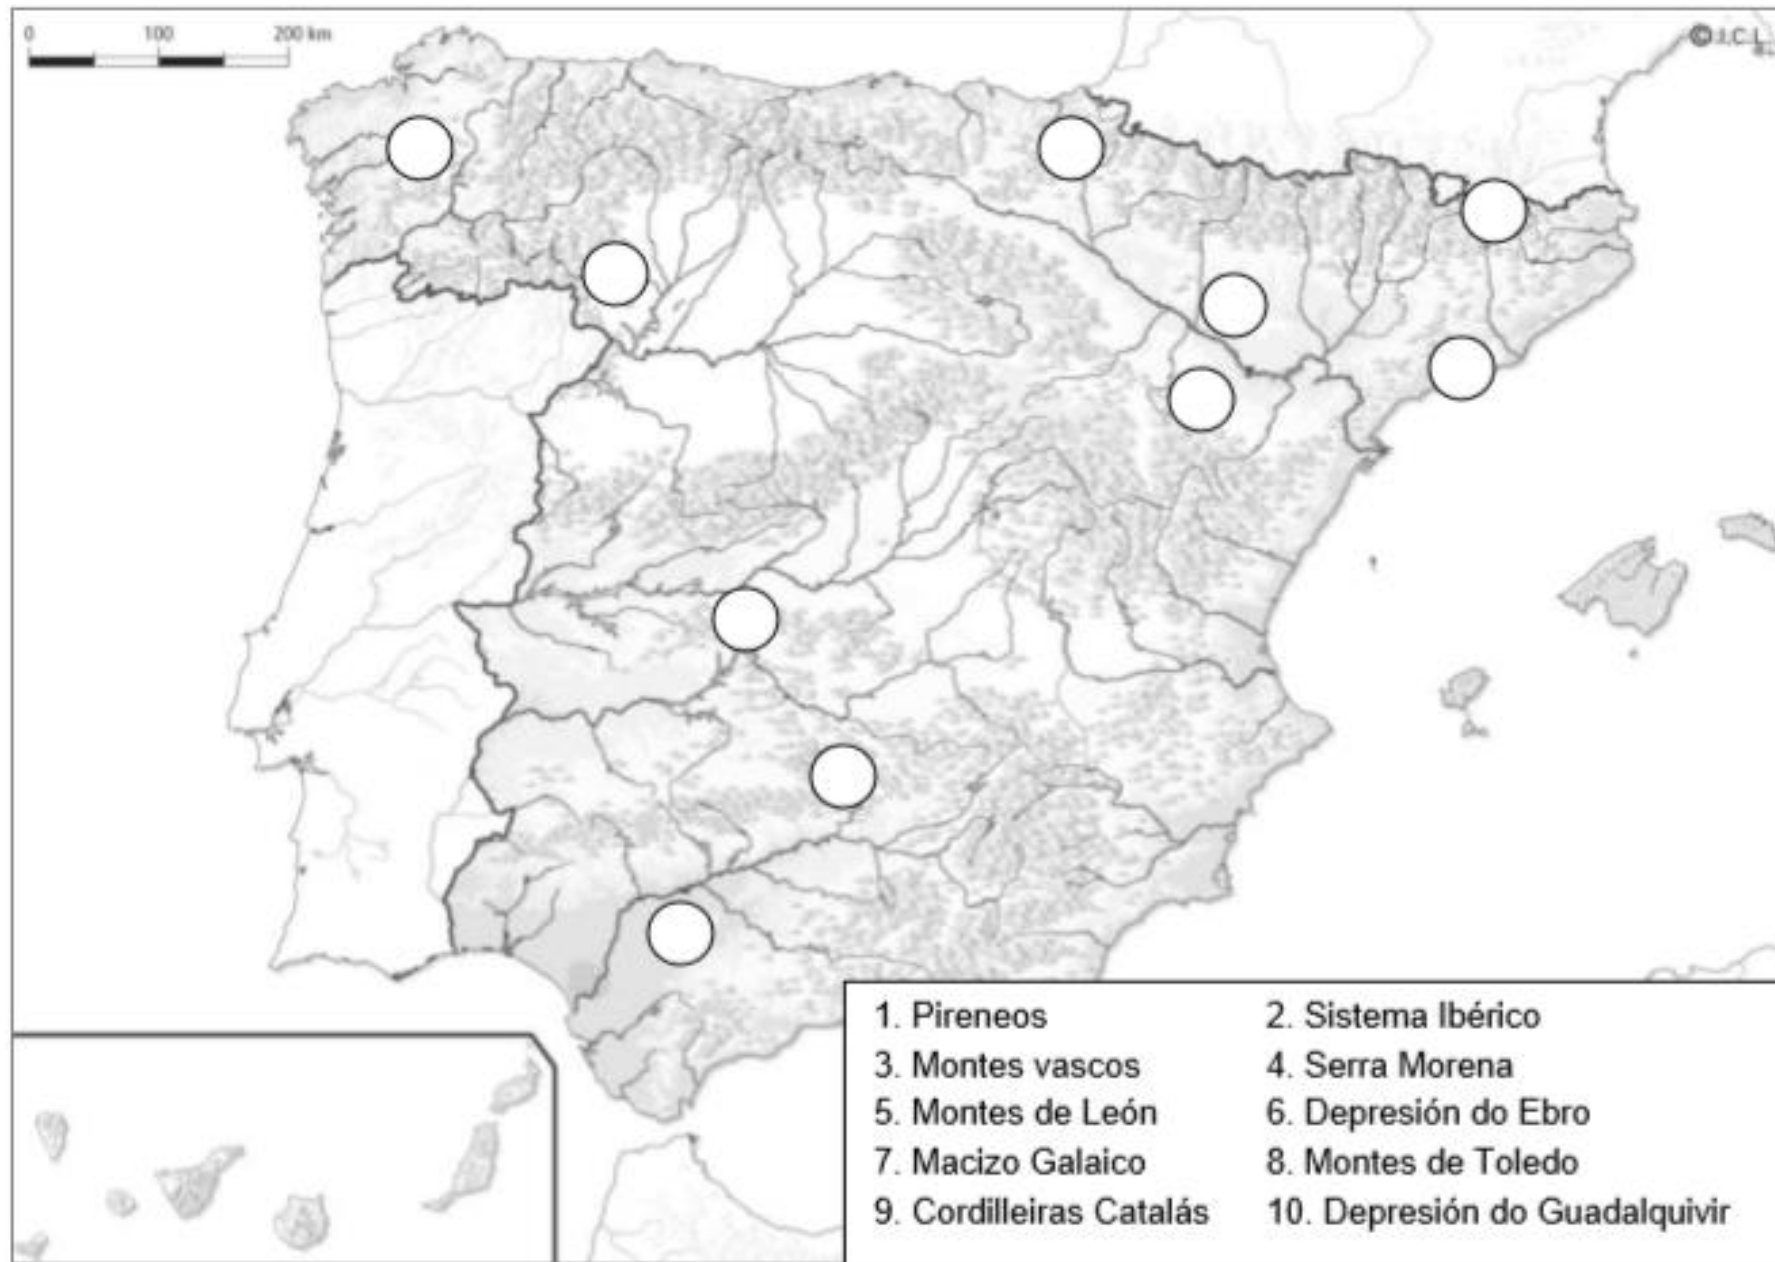 0 100 200 km
© J.C.L.
1. Pireneos 2. Sistema Ibérico
3. Montes vascos 4. Serra Morena
5. Montes de León 6. Depresión do Ebro
7. Macizo Galaico 8. Montes de Toledo
9. Cordilleiras Catalás 10. Depresión do Guadalquivir